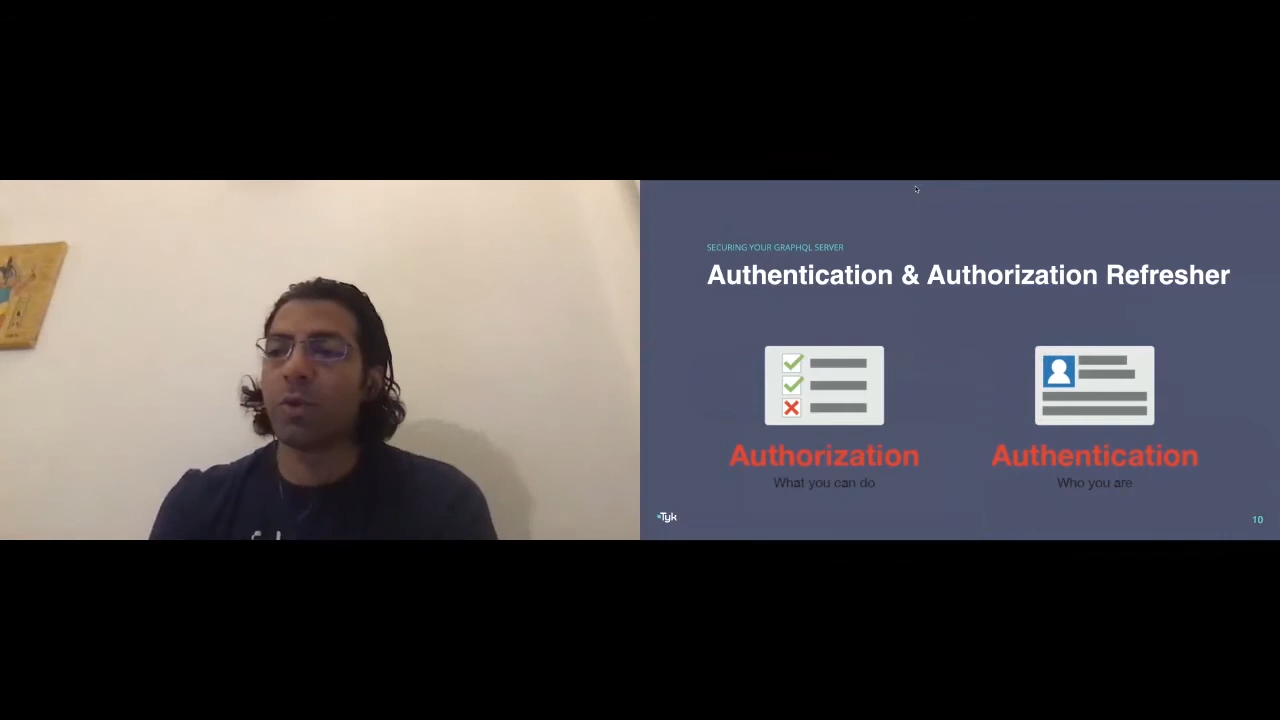 SECURING YOUR GRAPHQL SERVER
Authentication & Authorization Refresher
Authorization
What you can do
Authentication
Who you are
Tyk
10